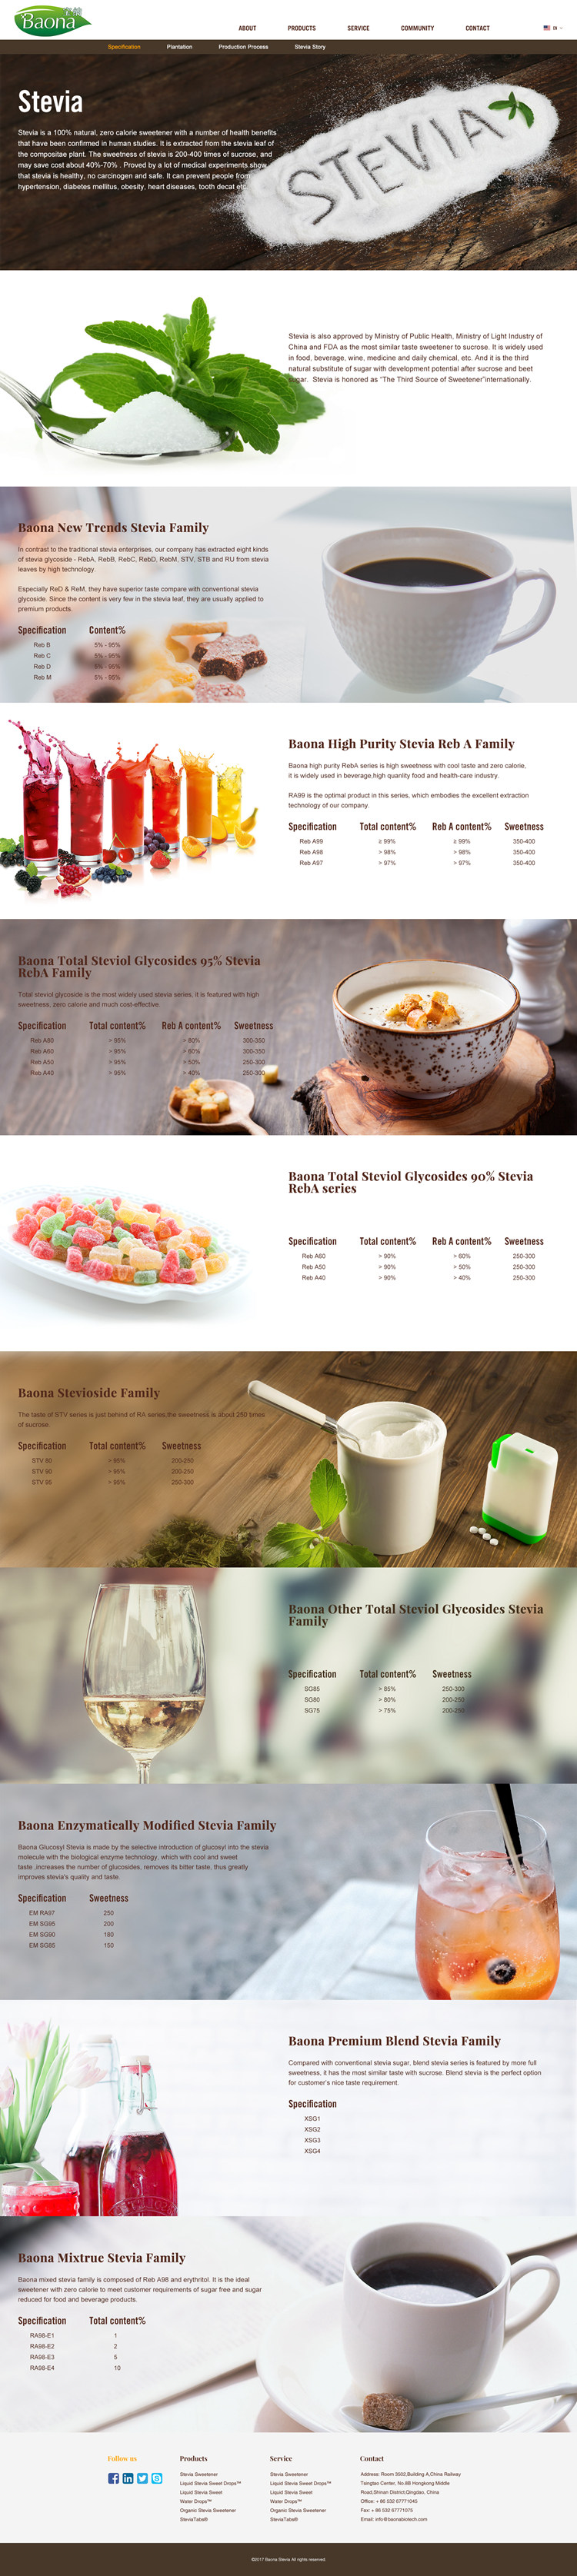 Baona
ABOUT PRODUCTS SERVICE COMMUNITY CONTACT EN
Specification Plantation Production Process Stevia Story
Stevia
Stevia is a 100% natural, zero calorie sweetener with a number of health benefits
that have been confirmed in human studies. It is extracted from the stevia leaf of
the compositae plant. The sweetness of stevia is 200-400 times of sucrose, and
may save cost about 40%-70% . Proved by a lot of medical experiments show
that stevia is healthy, no carcinogen and safe. It can prevent people from
hypertension, diabetes mellitus, obesity, heart diseases, tooth decat etc.
STEVIA
Stevia is also approved by Ministry of Public Health, Ministry of Light Industry of
China and FDA as the most similar taste sweetener to sucrose. It is widely used
in food, beverage, wine, medicine and daily chemical, etc. And it is the third
natural substitute of sugar with development potential after sucrose and beet
sugar. Stevia is honored as "The Third Source of Sweetener"internationally.
Baona New Trends Stevia Family
In contrast to the traditional stevia enterprises, our company has extracted eight kinds
of stevia glycoside - RebA, RebB, RebC, RebD, RebM, STV, STB and RU from stevia
leaves by high technology.
Especially ReD & ReM, they have superior taste compare with conventional stevia
glycoside. Since the content is very few in the stevia leaf, they are usually applied to
premium products.
Specification Content%
Reb B 5% - 95%
Reb C 5% - 95%
Reb D 5% - 95%
Reb M 5% - 95%
Baona High Purity Stevia Reb A Family
Baona high purity RebA series is high sweetness with cool taste and zero calorie,
it is widely used in beverage,high quanlity food and health-care industry.
RA99 is the optimal product in this series, which embodies the excellent extraction
technology of our company.
Specification Total content% Reb A content% Sweetness
Reb A99 ≥ 99% ≥ 99% 350-400
Reb A98 > 98% > 98% 350-400
Reb A97 > 97% > 97% 350-400
Baona Total Steviol Glycosides 95% Stevia
RebA Family
Total steviol glycoside is the most widely used stevia series, it is featured with high
sweetness, zero calorie and much cost-effective.
Specification Total content% Reb A content% Sweetness
Reb A80 > 95% > 80% 300-350
Reb A60 > 95% > 60% 300-350
Reb A50 > 95% > 50% 250-300
Reb A40 > 95% > 40% 250-300
Baona Total Steviol Glycosides 90% Stevia
RebA series
Specification Total content% Reb A content% Sweetness
Reb A60 > 90% > 60% 250-300
Reb A50 > 90% > 50% 250-300
Reb A40 > 90% > 40% 250-300
Baona Stevioside Family
The taste of STV series is just behind of RA series,the sweetness is about 250 times
of sucrose.
Specification Total content% Sweetness
STV 80 > 95% 200-250
STV 90 > 95% 200-250
STV 95 > 95% 250-300
Baona Other Total Steviol Glycosides Stevia
Family
Specification Total content% Sweetness
SG85 > 85% 250-300
SG80 > 80% 200-250
SG75 > 75% 200-250
Baona Enzymatically Modified Stevia Family
Baona Glucosyl Stevia is made by the selective introduction of glucosyl into the stevia
molecule with the biological enzyme technology, which with cool and sweet
taste ,increases the number of glucosides, removes its bitter taste, thus greatly
improves stevia's quality and taste.
Specification Sweetness
EM RA97 250
EM SG95 200
EM SG90 180
EM SG85 150
Baona Premium Blend Stevia Family
Compared with conventional stevia sugar, blend stevia series is featured by more full
sweetness, it has the most similar taste with sucrose. Blend stevia is the perfect option
for customer's nice taste requirement.
Specification
XSG1
XSG2
XSG3
XSG4
Baona Mixtrue Stevia Family
Baona mixed stevia family is composed of Reb A98 and erythritol. It is the ideal
sweetener with zero calorie to meet customer requirements of sugar free and sugar
reduced for food and beverage products.
Specification Total content%
RA98-E1 1
RA98-E2 2
RA98-E3 5
RA98-E4 10
Follow us Products Service Contact
Stevia Sweetener Stevia Sweetener Address: Room 3502,Building A,China Railway
Liquid Stevia Sweet Drops™ Liquid Stevia Sweet Drops™ Tsingtao Center, No.8B Hongkong Middle
Liquid Stevia Sweet Liquid Stevia Sweet Road,Shinan District,Qingdao, China
Water Drops™ Water Drops™ Office: + 86 532 67771045
Organic Stevia Sweetener Organic Stevia Sweetener Fax: + 86 532 67771075
SteviaTabs® SteviaTabs® Email: info@baonabiotech.com
©2017 Baona Stevia All rights reserved.